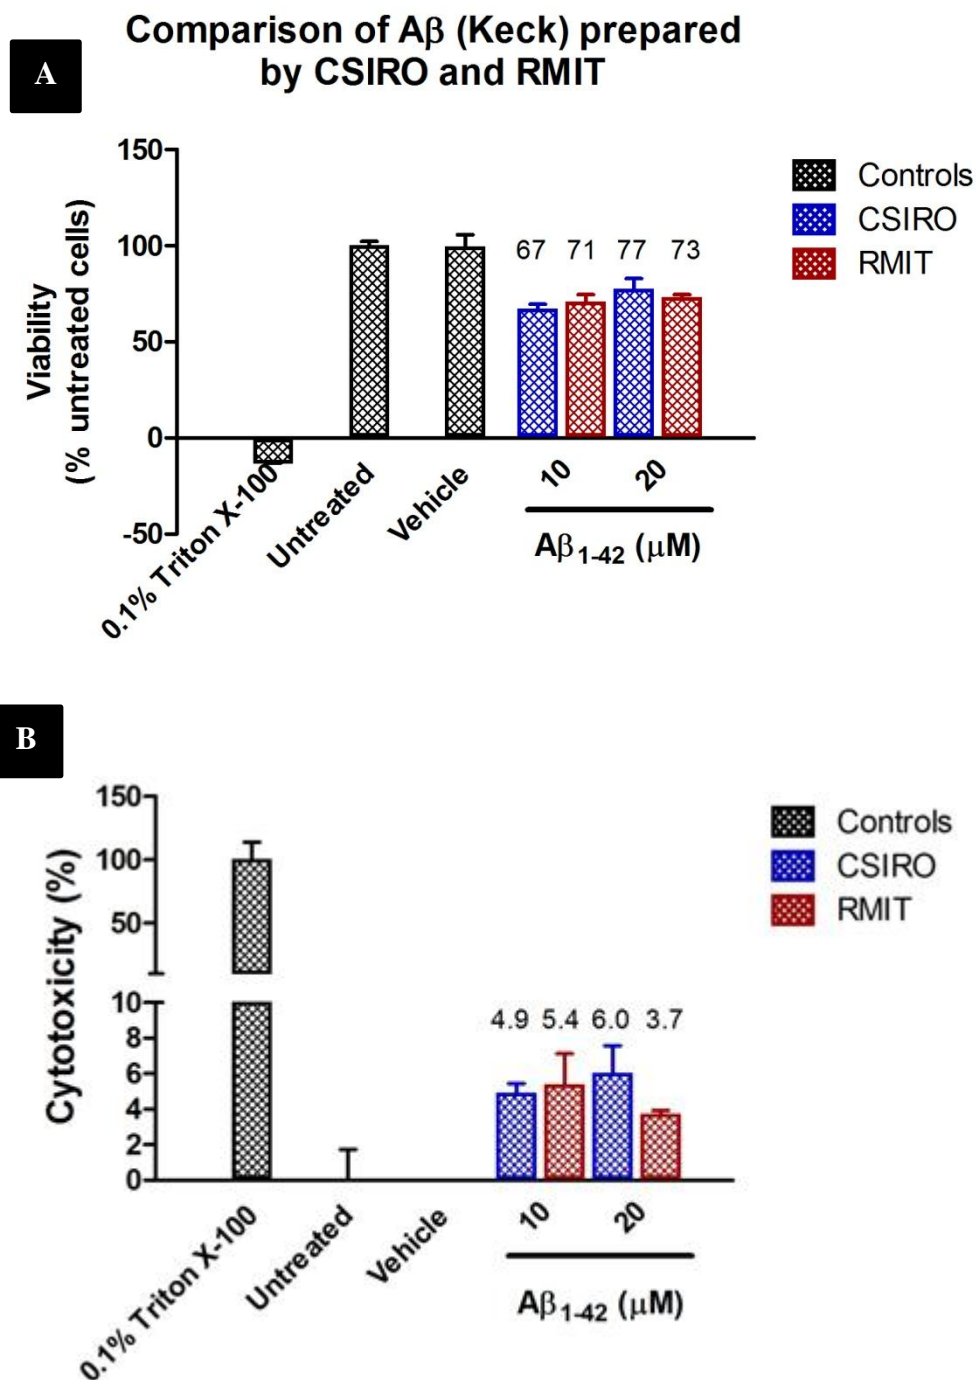 Comparison of Aβ (Keck) prepared
by CSIRO and RMIT
A
150
100
50
0
-50
Viability
(% untreated cells)
Controls
CSIRO
RMIT
67 71 77 73
0.1% Triton X-100
Untreated
Vehicle
10
20
Aβ1-42 (μM)
B
150
100
50
10
8
6
4
2
0
Cytotoxicity (%)
Controls
CSIRO
RMIT
4.9 5.4 6.0 3.7
0.1% Triton X-100
Untreated
Vehicle
10
20
Aβ1-42 (μM)